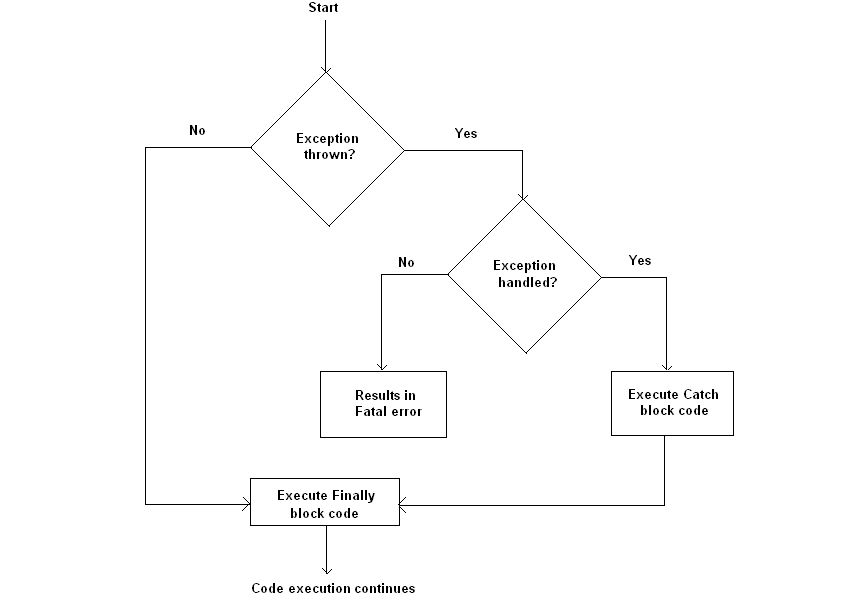 Start
No
Exception
thrown?
Yes
No
Exception
handled?
Yes
Results in
Fatal error
Execute Catch
block code
Execute Finally
block code
Code execution continues